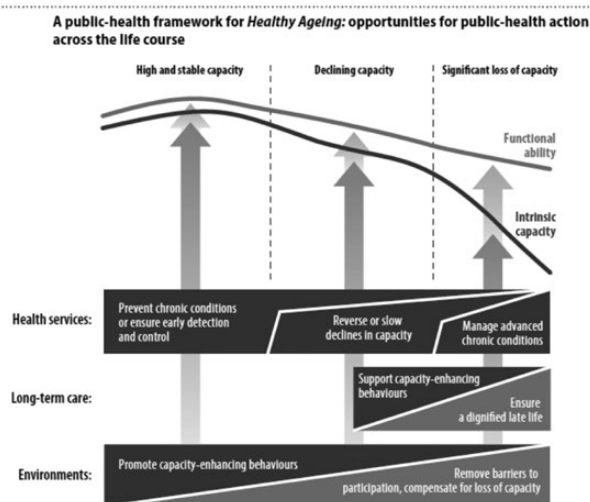 A public-health framework for Healthy Ageing: opportunities for public-health action
across the life course
High and stable capacity
Declining capacity
Significant loss of capacity
Functional
ability
Intrinsic
capacity
Health services:
Prevent chronic conditions
or ensure early detection
and control
Reverse or slow
declines in capacity
Manage advanced
chronic conditions
Long-term care:
Support capacity-enhancing
behaviours
Ensure
a dignified late life
Environments:
Promote capacity-enhancing behaviours
Remove barriers to
participation, compensate for loss of capacity